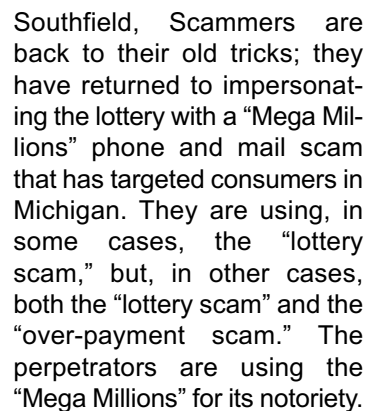 Southfield, Scammers are
back to their old tricks; they
have returned to impersonat-
ing the lottery with a “Mega Mil-
lions” phone and mail scam
that has targeted consumers in
Michigan. They are using, in
some cases, the “lottery
scam,” but, in other cases,
both the “lottery scam” and the
“over-payment scam.” The
perpetrators are using the
“Mega Millions” for its notoriety.